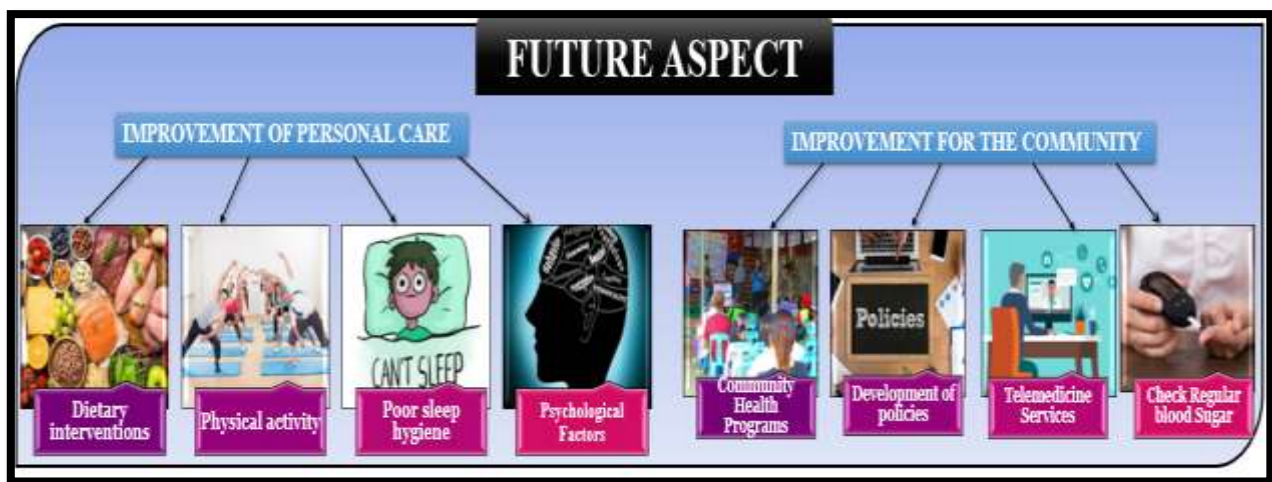 FUTURE ASPECT
IMPROVEMENT OF PERSONAL CARE
IMPROVEMENT FOR THE COMMUNITY
CAN'T SLEEP
Policies
Dietary
interventions
Physical activity
Poor sleep
hygiene
Psychological
Factors
Community
Health
Programs
Development of
policies
Telemedicine
Services
Check Regular
blood Sugar